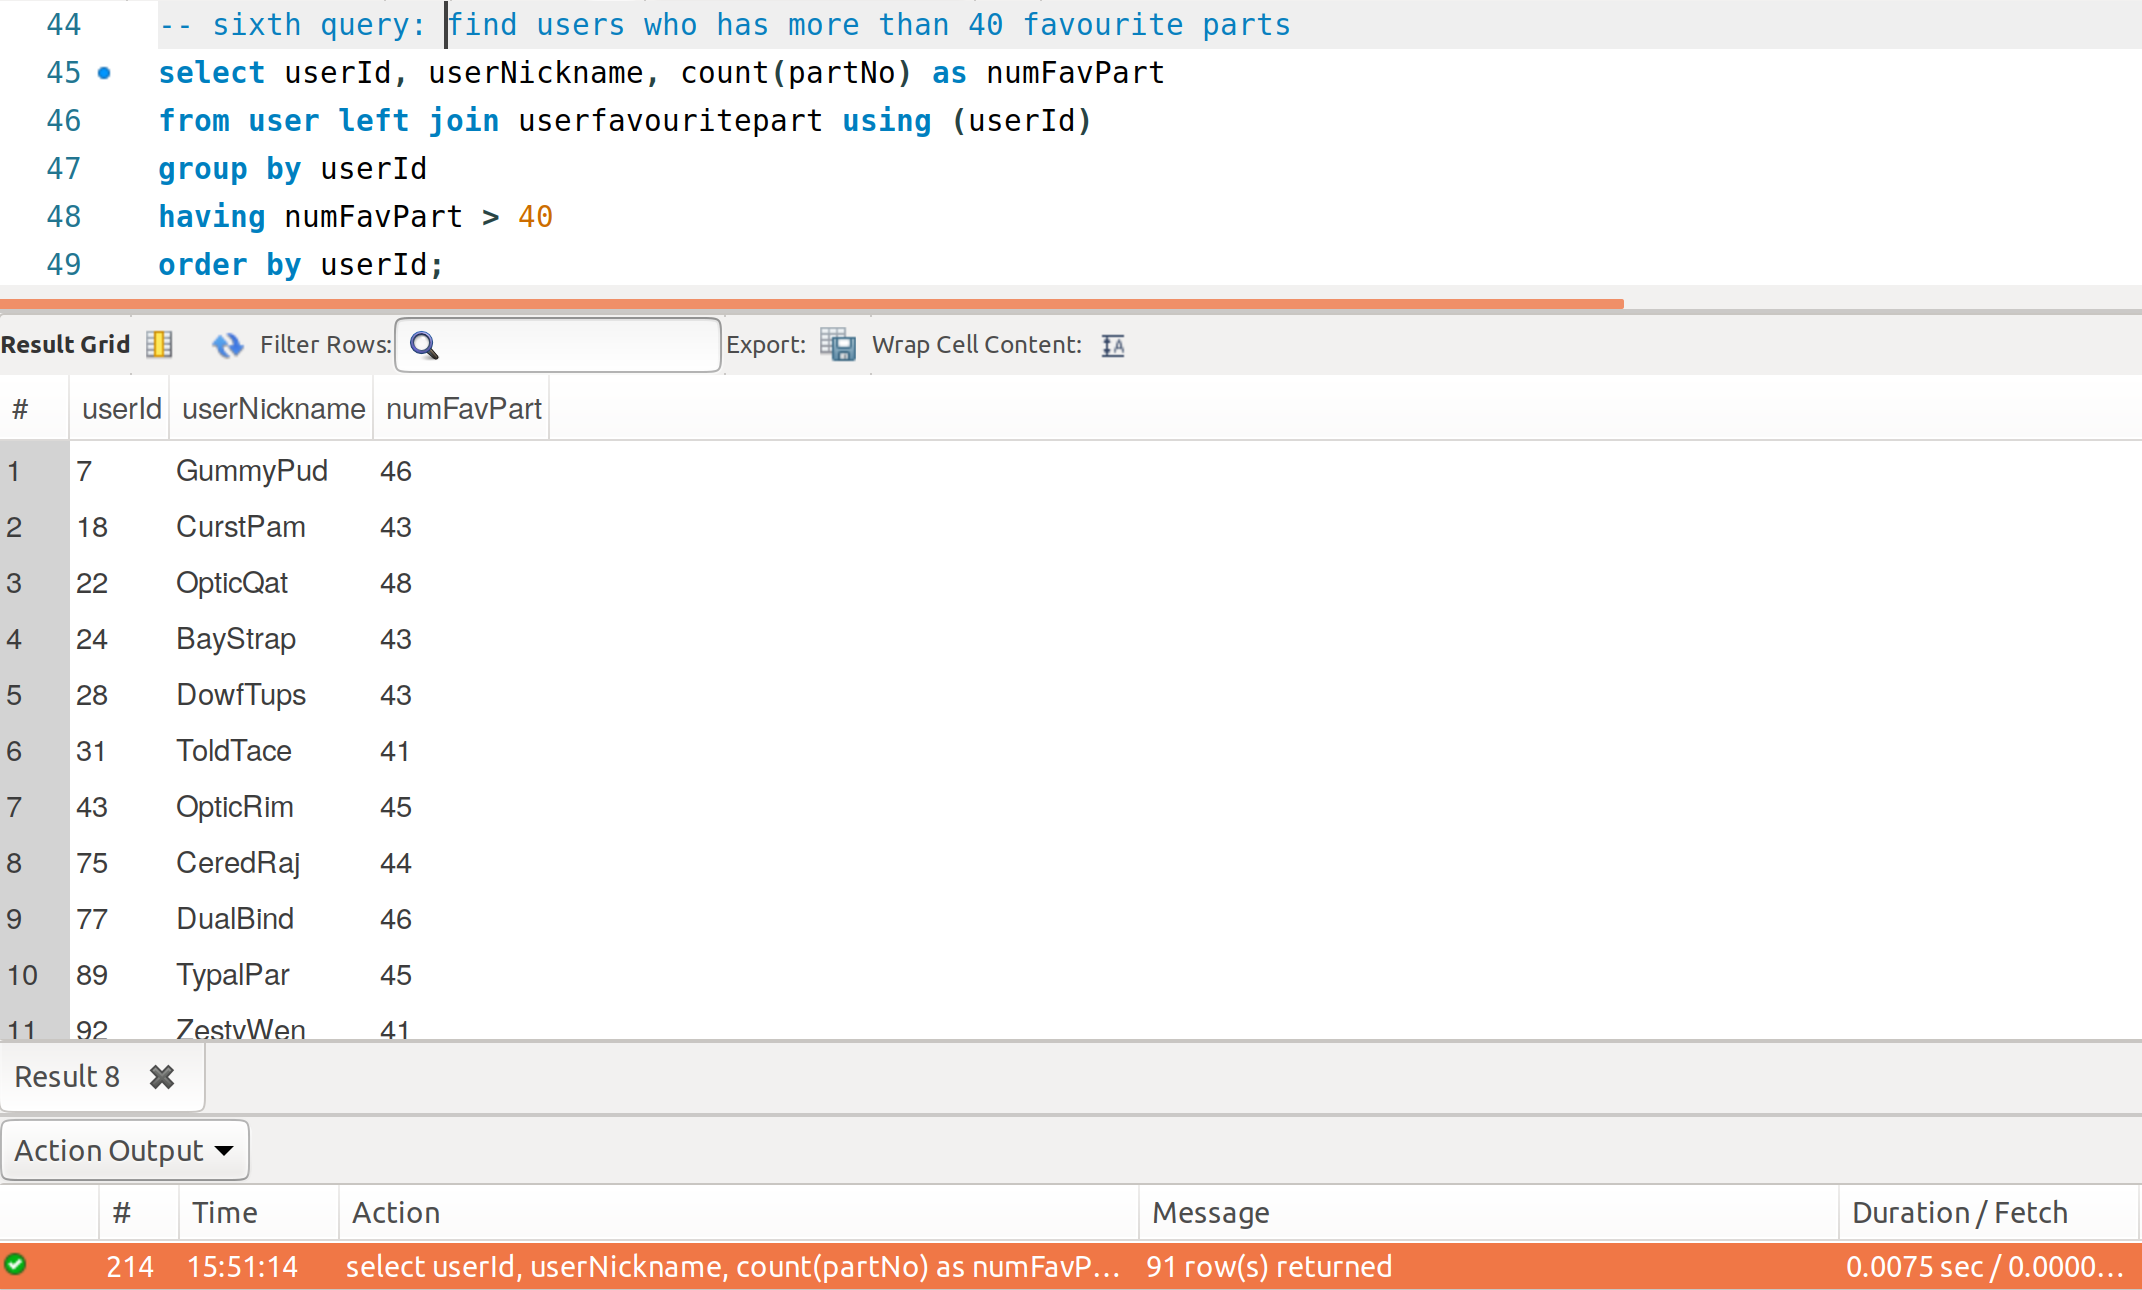 44 -- sixth query: find users who has more than 40 favourite parts
45 select userId, userNickname, count(partNo) as numFavPart
46 from user left join userfavouritepart using (userId)
47 group by userId
48 having numFavPart > 40
49 order by userId;
Result Grid Filter Rows: Export: Wrap Cell Content:
# userId userNickname numFavPart
1 7 GummyPud 46
2 18 CurstPam 43
3 22 OpticQat 48
4 24 BayStrap 43
5 28 DowfTups 43
6 31 ToldTace 41
7 43 OpticRim 45
8 75 CeredRaj 44
9 77 DualBind 46
10 89 TypalPar 45
11 92 ZestyWen 41
Result 8
Action Output
# Time Action Message Duration / Fetch
214 15:51:14 select userId, userNickname, count(partNo) as numFavP... 91 row(s) returned 0.0075 sec / 0.0000...